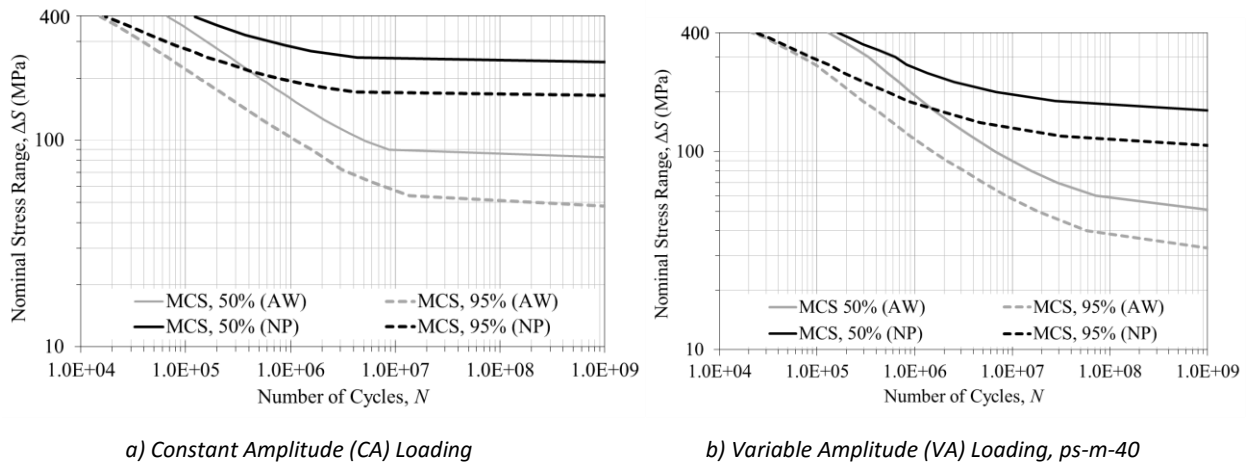 400
100
10
Nominal Stress Range, ΔS (MPa)
MCS, 50% (AW)
MCS, 95% (AW)
MCS, 50% (NP)
MCS, 95% (NP)
1.0E+04 1.0E+05 1.0E+06 1.0E+07 1.0E+08 1.0E+09
Number of Cycles, N
a) Constant Amplitude (CA) Loading
400
100
10
Nominal Stress Range, ΔS (MPa)
MCS 50% (AW)
MCS, 95% (AW)
MCS, 50% (NP)
MCS, 95% (NP)
1.0E+04 1.0E+05 1.0E+06 1.0E+07 1.0E+08 1.0E+09
Number of Cycles, N
b) Variable Amplitude (VA) Loading, ps-m-40